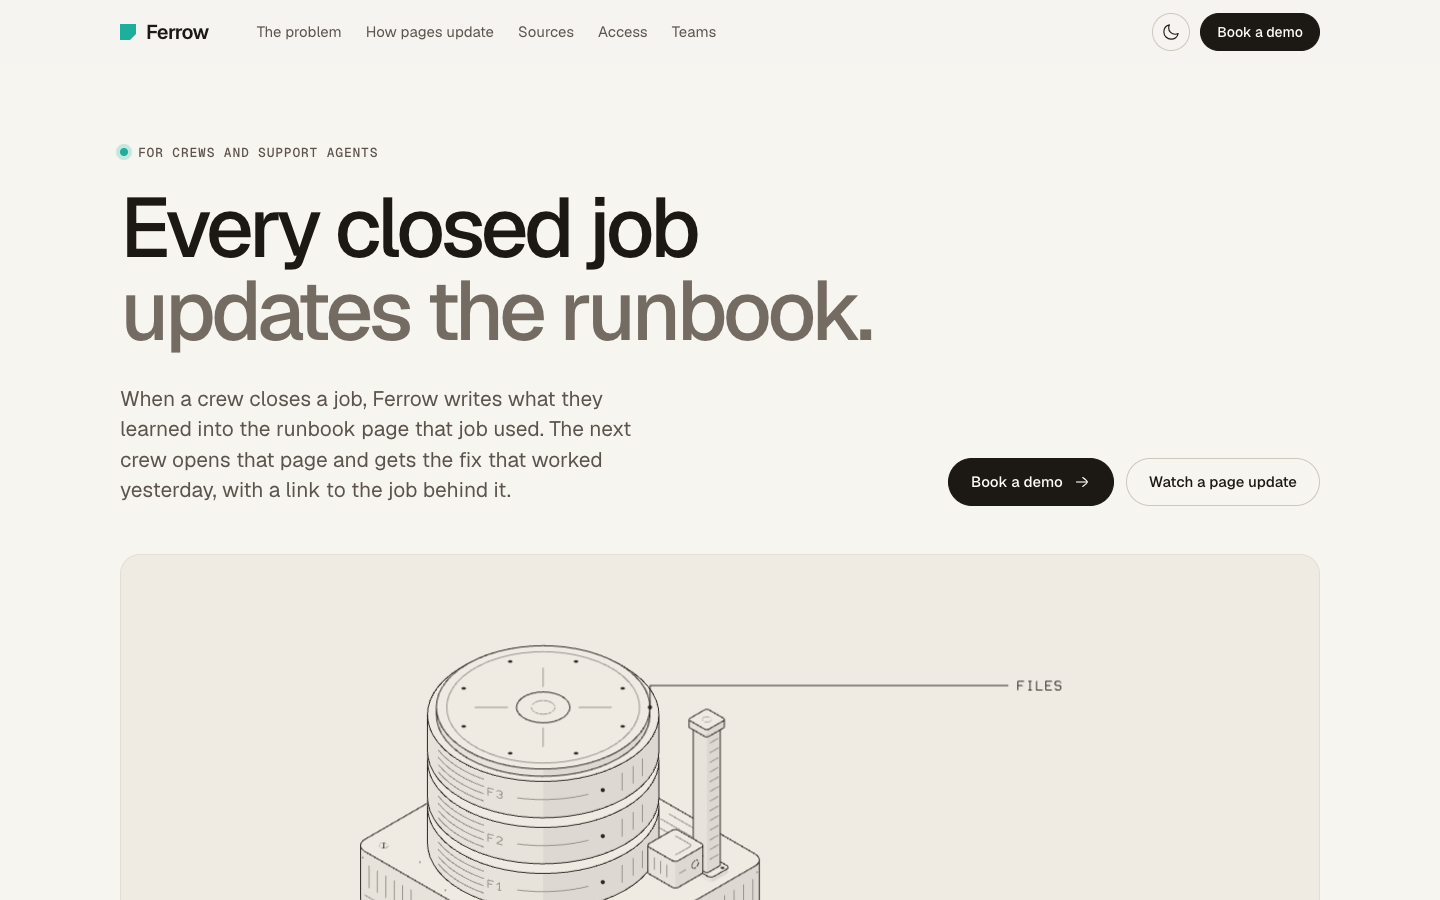 Ferrow
The problem
How pages update
Sources
Access
Teams
Book a demo
FOR CREWS AND SUPPORT AGENTS
Every closed job
updates the runbook.
When a crew closes a job, Ferrow writes what they
learned into the runbook page that job used. The next
crew opens that page and gets the fix that worked
yesterday, with a link to the job behind it.
Book a demo
Watch a page update
FILES
F3
F2
F1